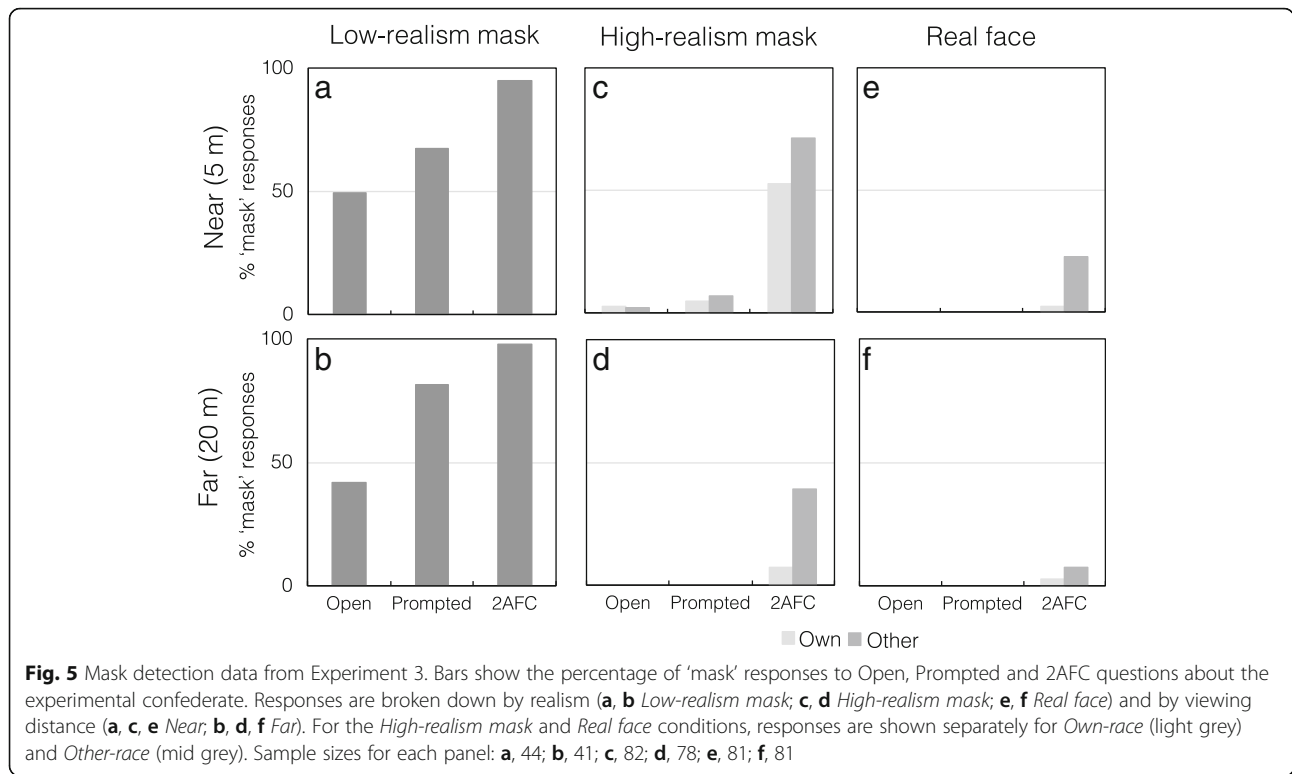 Low-realism mask
High-realism mask
Real face
Near (5 m)
% 'mask' responses
100
50
0
a
c
e
Far (20 m)
% 'mask' responses
100
50
0
b
d
f
Open Prompted 2AFC
Open Prompted 2AFC
Open Prompted 2AFC
Own Other
Fig. 5 Mask detection data from Experiment 3. Bars show the percentage of ‘mask’ responses to Open, Prompted and 2AFC questions about the
experimental confederate. Responses are broken down by realism (a, b Low-realism mask; c, d High-realism mask; e, f Real face) and by viewing
distance (a, c, e Near; b, d, f Far). For the High-realism mask and Real face conditions, responses are shown separately for Own-race (light grey)
and Other-race (mid grey). Sample sizes for each panel: a, 44; b, 41; c, 82; d, 78; e, 81; f, 81